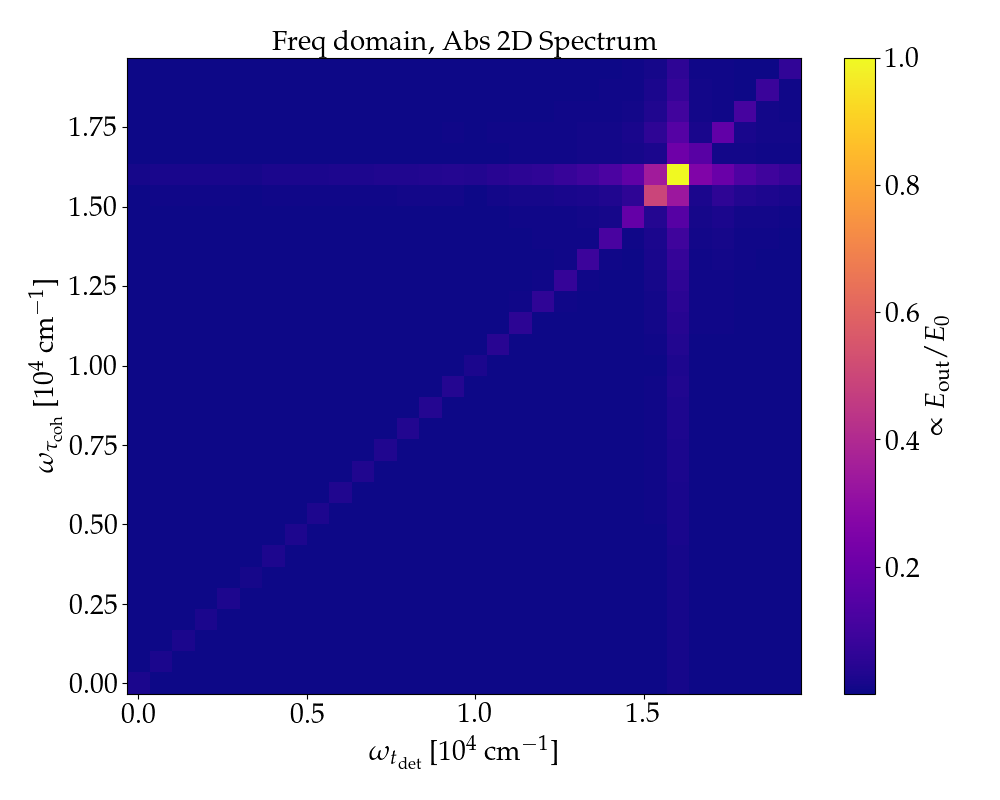 Freq domain, Abs 2D Spectrum
1.0
0.8
0.6
0.4
0.2
∝ E_out / E_0
1.75
1.50
1.25
1.00
0.75
0.50
0.25
0.00
ω_τ_coh [10^4 cm^−1]
0.0 0.5 1.0 1.5
ω_t_det [10^4 cm^−1]